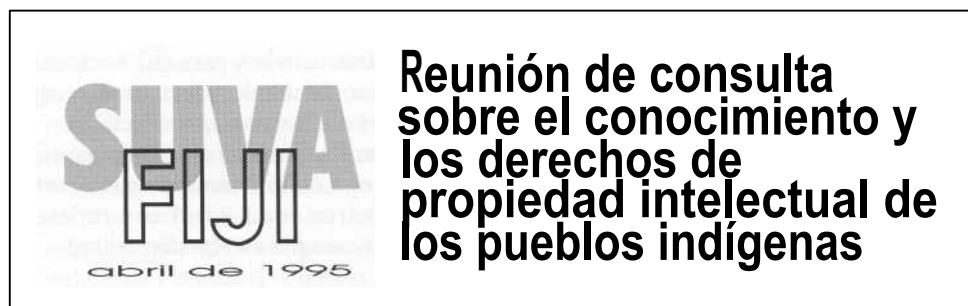 SUVA
FIJI
abril de 1995
Reunión de consulta
sobre el conocimiento y
los derechos de
propiedad intelectual de
los pueblos indígenas